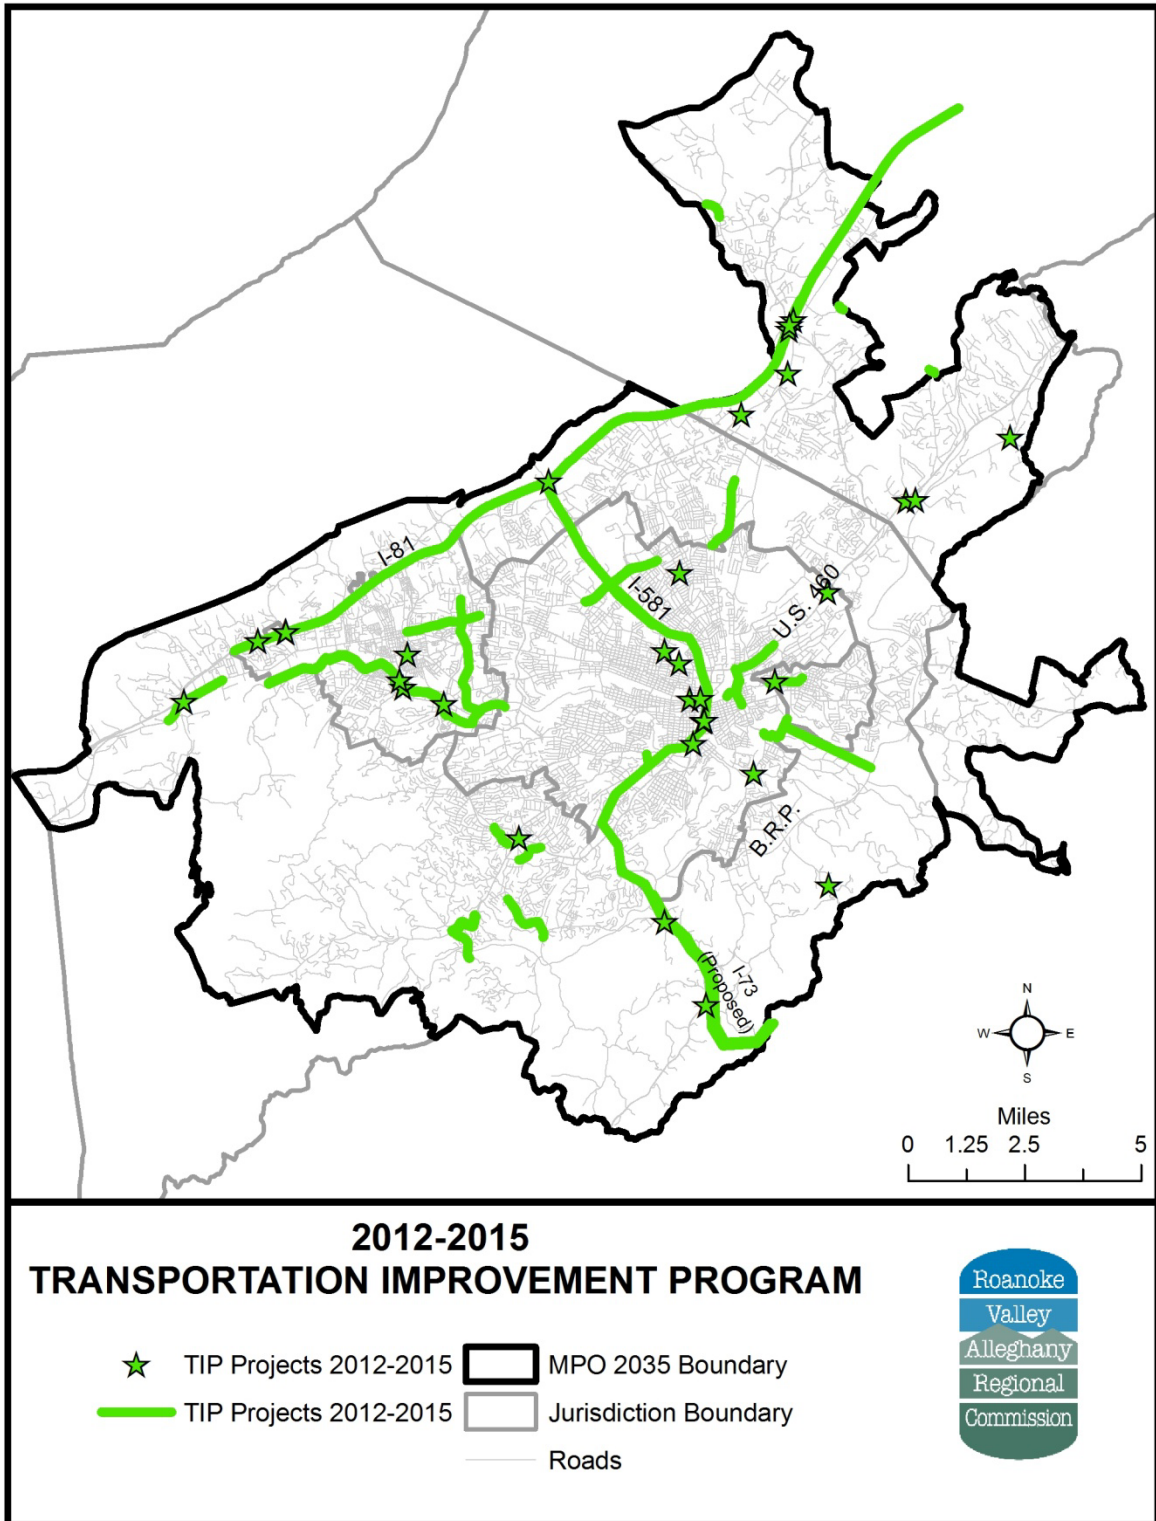 I-81
I-581
U.S. 460
B.R.P.
I-73
(Proposed)
N
W
E
S
Miles
0 1.25 2.5 5
2012-2015
TRANSPORTATION IMPROVEMENT PROGRAM
TIP Projects 2012-2015
MPO 2035 Boundary
TIP Projects 2012-2015
Jurisdiction Boundary
Roads
Roanoke
Valley
Alleghany
Regional
Commission